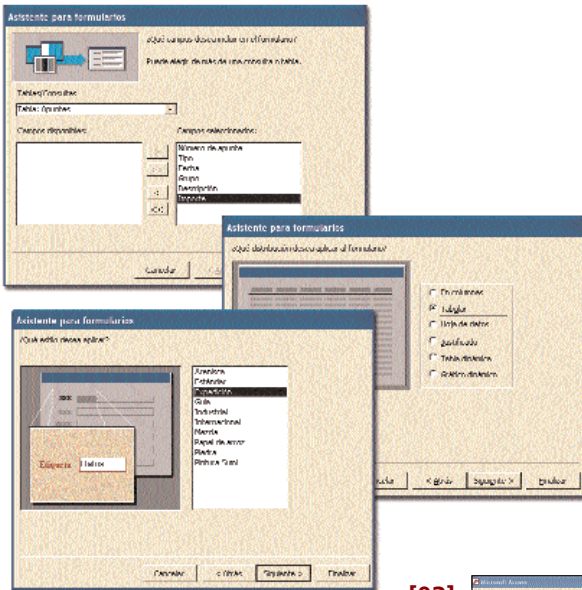 Asistente para formularios
¿Qué campos desea incluir en el formulario?
Puede elegir de más de una consulta o tabla.
Tablas/Consultas
Tabla: Apuntes
Campos disponibles:
Campos seleccionados:
Número de apunte
Tipo
Fecha
Grupo
Descripción
Importe
>
>>
<
<<
Cancelar
Asistente para formularios
¿Qué distribución desea aplicar al formulario?
En columnas
Tabular
Hoja de datos
Justificado
Tabla dinámica
Gráfico dinámico
< Atrás
Siguiente >
Finalizar
Asistente para formularios
¿Qué estilo desea aplicar?
Etiqueta
Datos
Arenisca
Estándar
Expedición
Guía
Industrial
Internacional
Mezcla
Papel de arroz
Piedra
Pintura Sumi
Cancelar
< Atrás
Siguiente >
Finalizar
Microsoft Access